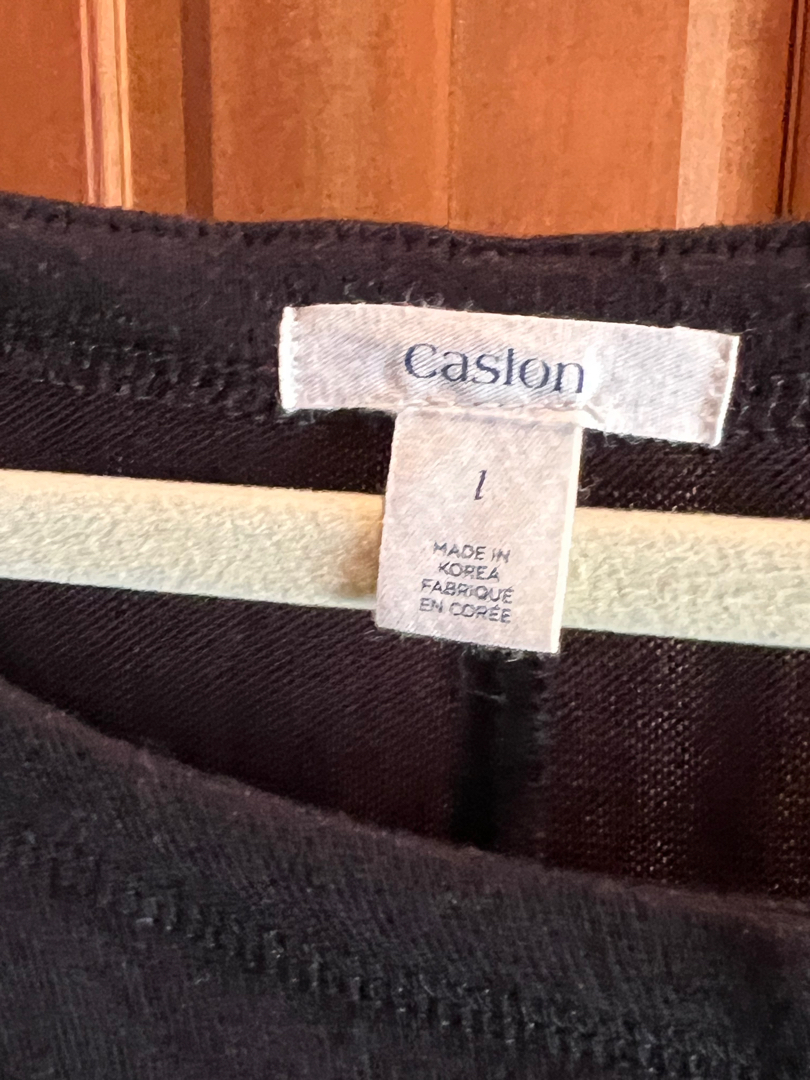 Caslon
l
MADE IN
KOREA
FABRIQUÉ
EN CORÉE